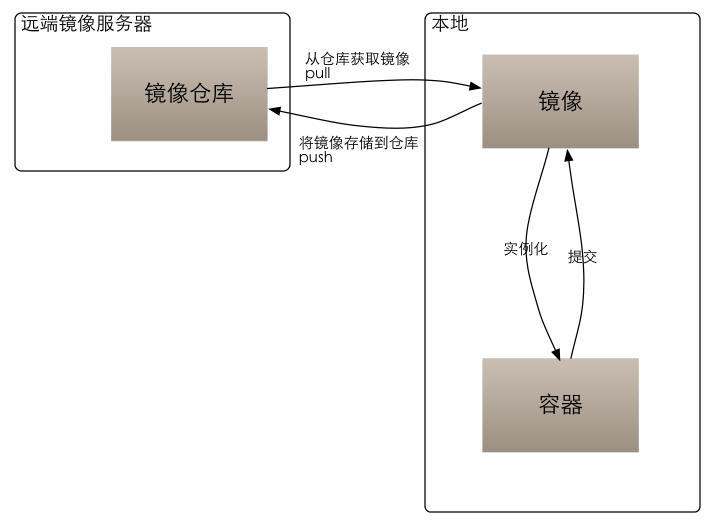 远端镜像服务器
镜像仓库
从仓库获取镜像
pull
将镜像存储到仓库
push
本地
镜像
实例化
提交
容器